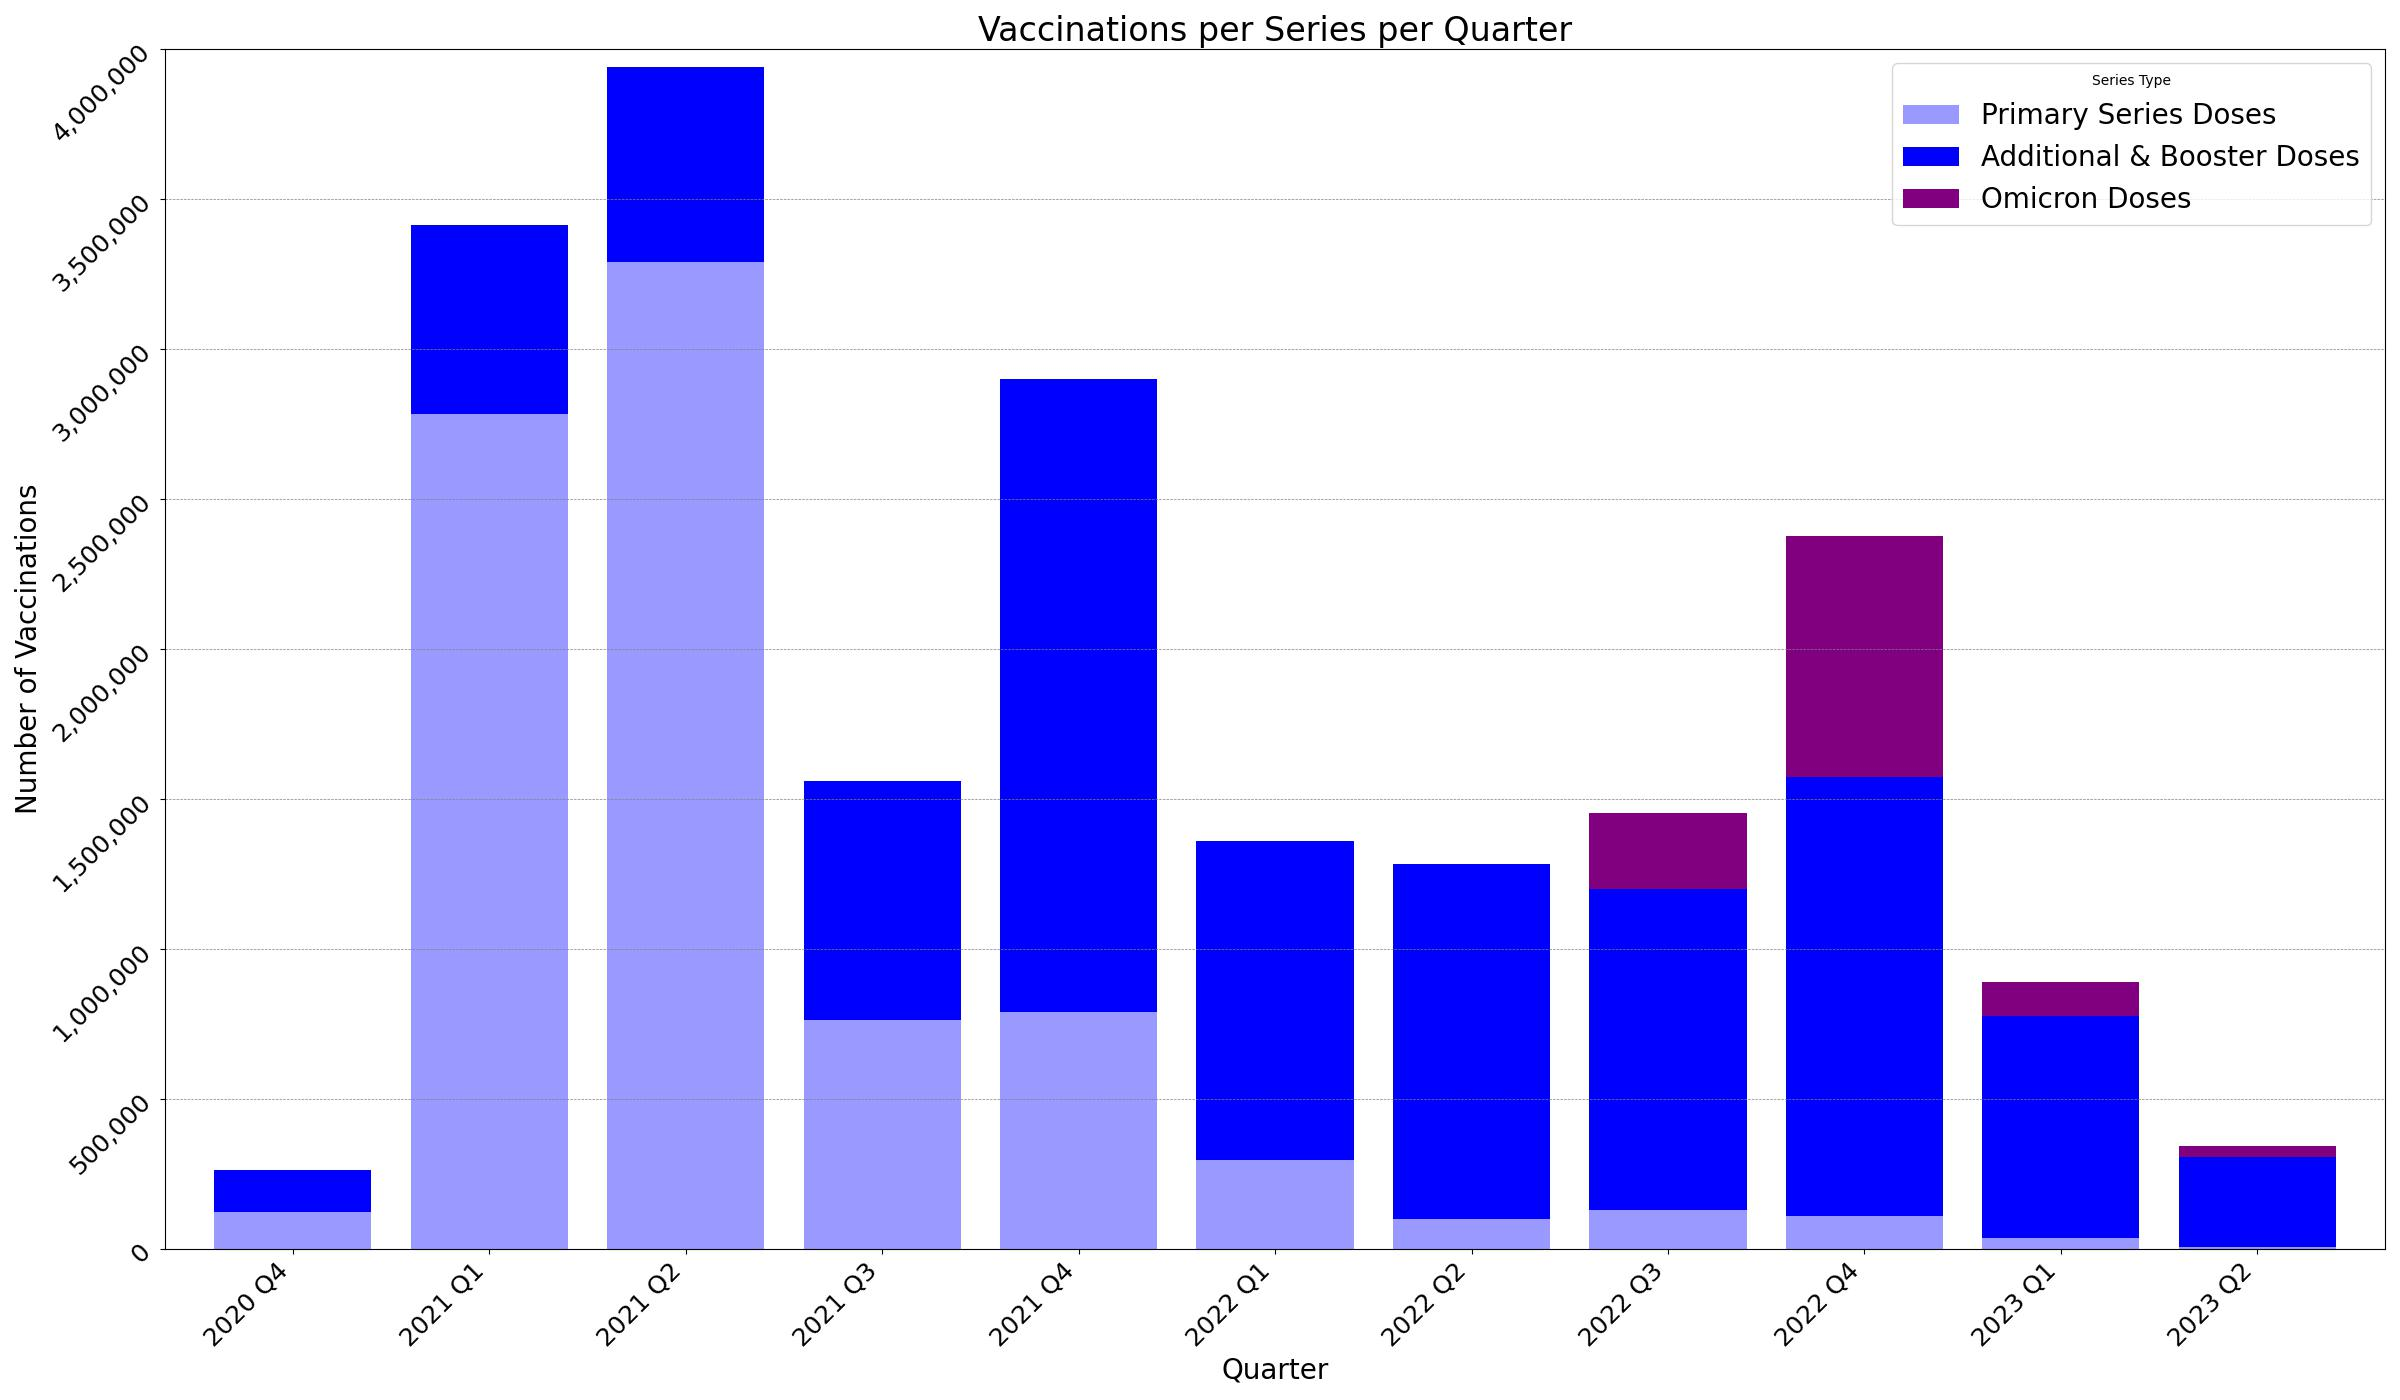 Vaccinations per Series per Quarter
Series Type
Primary Series Doses
Additional & Booster Doses
Omicron Doses
Number of Vaccinations
4,000,000
3,500,000
3,000,000
2,500,000
2,000,000
1,500,000
1,000,000
500,000
0
2020 Q4
2021 Q1
2021 Q2
2021 Q3
2021 Q4
2022 Q1
2022 Q2
2022 Q3
2022 Q4
2023 Q1
2023 Q2
Quarter